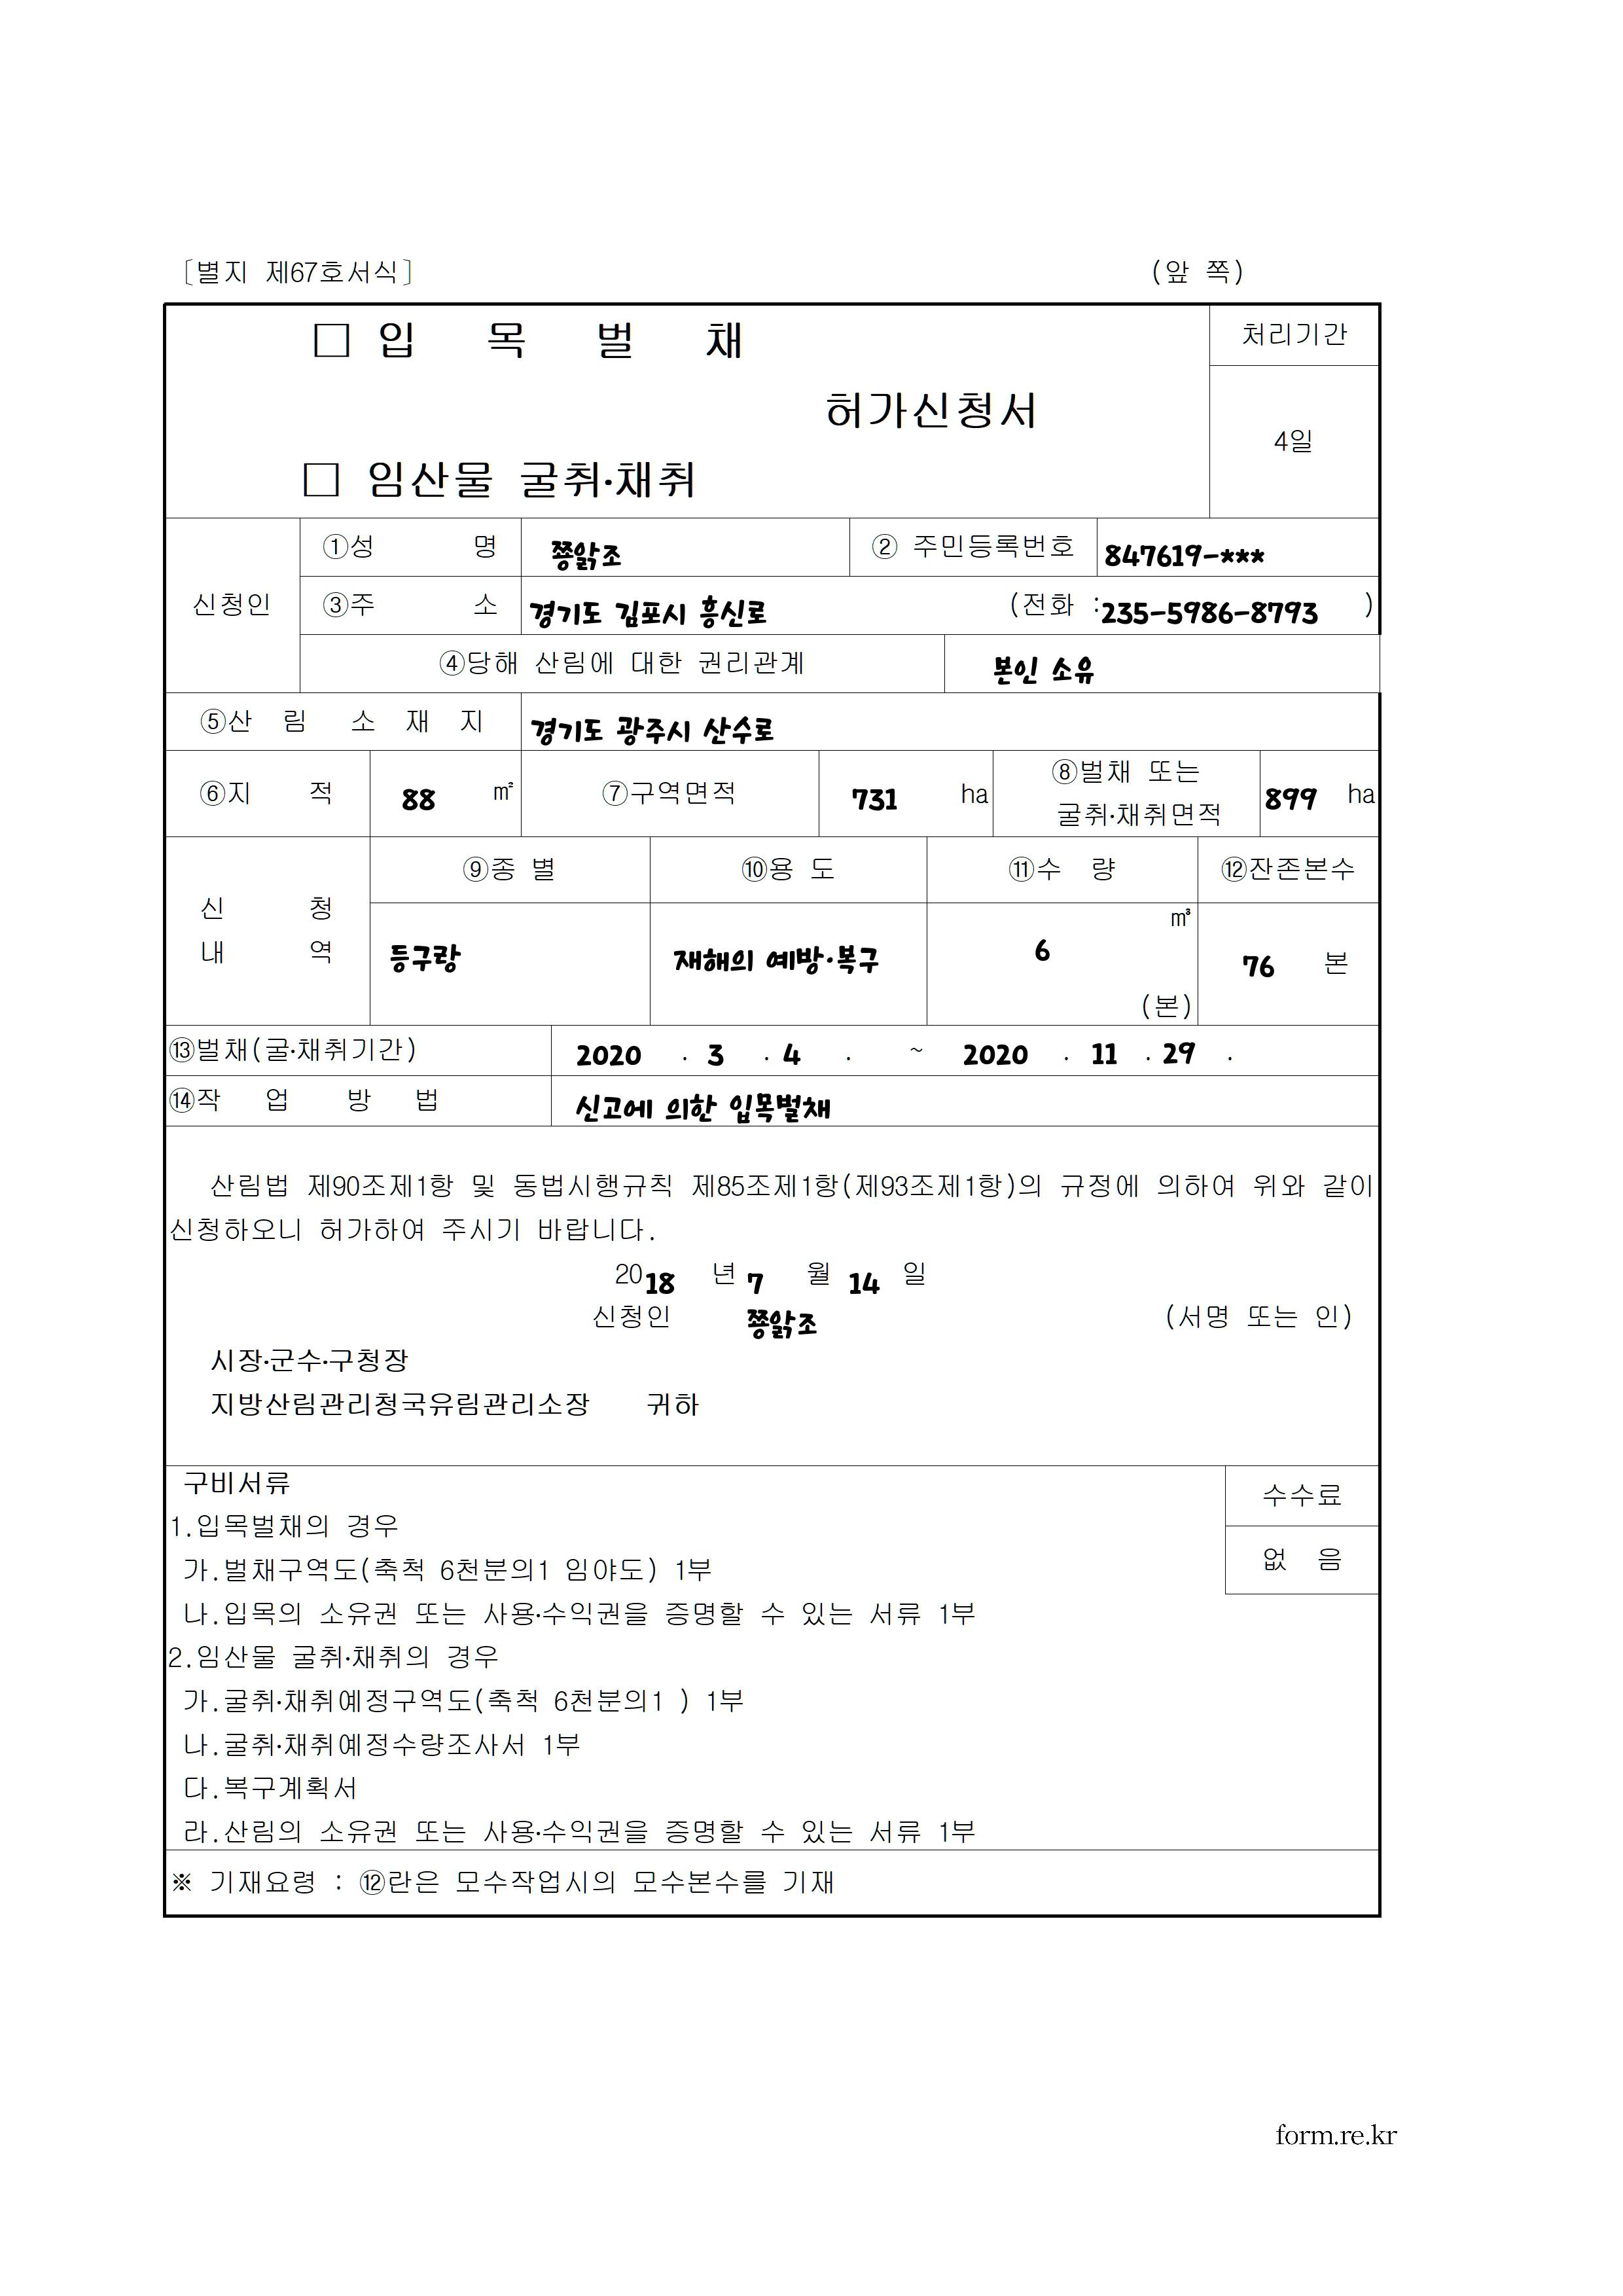 [별지 제67호서식] (앞 쪽)
□ 입 목 벌 채 처리기간
허가신청서
4일
□ 임산물 굴취·채취
신청인 ①성 명 쫑앍조 ② 주민등록번호 847619-***
③주 소 경기도 김포시 흥신로 (전화 : 235-5986-8793 )
④당해 산림에 대한 권리관계 본인 소유
⑤산 림 소 재 지 경기도 광주시 산수로
⑥지 적 88 ㎡ ⑦구역면적 731 ha ⑧벌채 또는 굴취·채취면적 899 ha
신 청 내 역 ⑨종 별 ⑩용 도 ⑪수 량 ⑫잔존본수
등구랑 재해의 예방·복구 6 ㎥ (본) 76 본
⑬벌채(굴·채취기간) 2020 . 3 . 4 . ~ 2020 . 11 . 29 .
⑭작 업 방 법 신고에 의한 입목벌채
산림법 제90조제1항 및 동법시행규칙 제85조제1항(제93조제1항)의 규정에 의하여 위와 같이
신청하오니 허가하여 주시기 바랍니다.
2018 년 7 월 14 일
신청인 쫑앍조 (서명 또는 인)
시장·군수·구청장
지방산림관리청국유림관리소장 귀하
구비서류 수수료
1.입목벌채의 경우
가.벌채구역도(축척 6천분의1 임야도) 1부 없 음
나.입목의 소유권 또는 사용·수익권을 증명할 수 있는 서류 1부
2.임산물 굴취·채취의 경우
가.굴취·채취예정구역도(축척 6천분의1 ) 1부
나.굴취·채취예정수량조사서 1부
다.복구계획서
라.산림의 소유권 또는 사용·수익권을 증명할 수 있는 서류 1부
※ 기재요령 : ⑫란은 모수작업시의 모수본수를 기재
form.re.kr